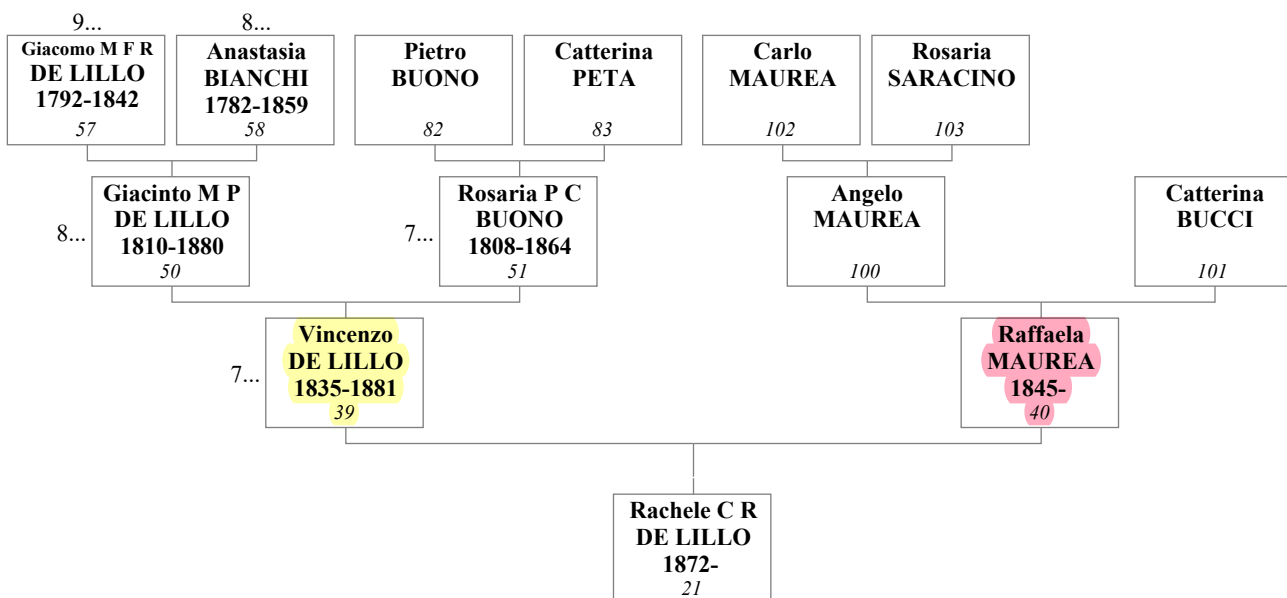 9...
8...
Giacomo M F R
DE LILLO
1792-1842
57
Anastasia
BIANCHI
1782-1859
58
Pietro
BUONO
82
Catterina
PETA
83
Carlo
MAUREA
102
Rosaria
SARACINO
103
8...
Giacinto M P
DE LILLO
1810-1880
50
7...
Rosaria P C
BUONO
1808-1864
51
Angelo
MAUREA
100
Catterina
BUCCI
101
7...
Vincenzo
DE LILLO
1835-1881
39
Raffaela
MAUREA
1845-
40
Rachele C R
DE LILLO
1872-
21